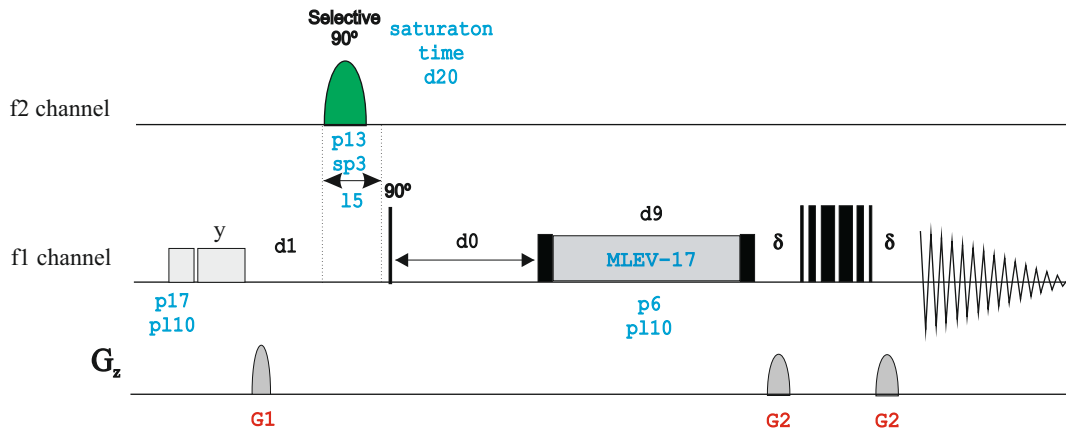 Selective
90º
saturaton
time
d20
f2 channel
p13
sp3
l5
90º
y
d1
d0
d9
δ
δ
f1 channel
MLEV-17
p17
pl10
p6
pl10
Gz
G1
G2
G2